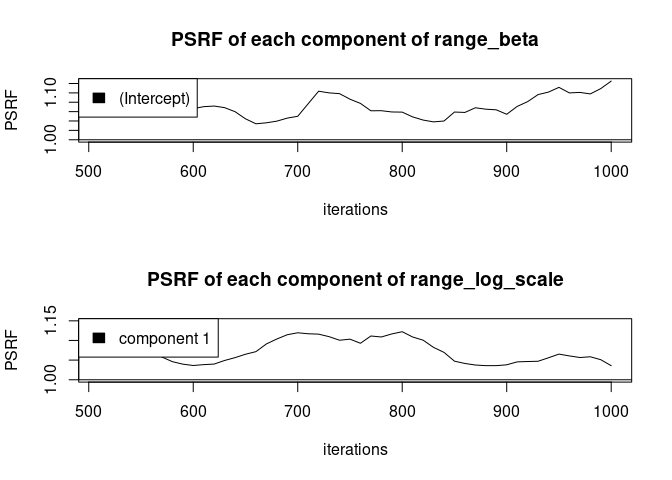 PSRF of each component of range_beta
PSRF
1.10
1.00
(Intercept)
500 600 700 800 900 1000
iterations
PSRF of each component of range_log_scale
PSRF
1.15
1.00
component 1
500 600 700 800 900 1000
iterations